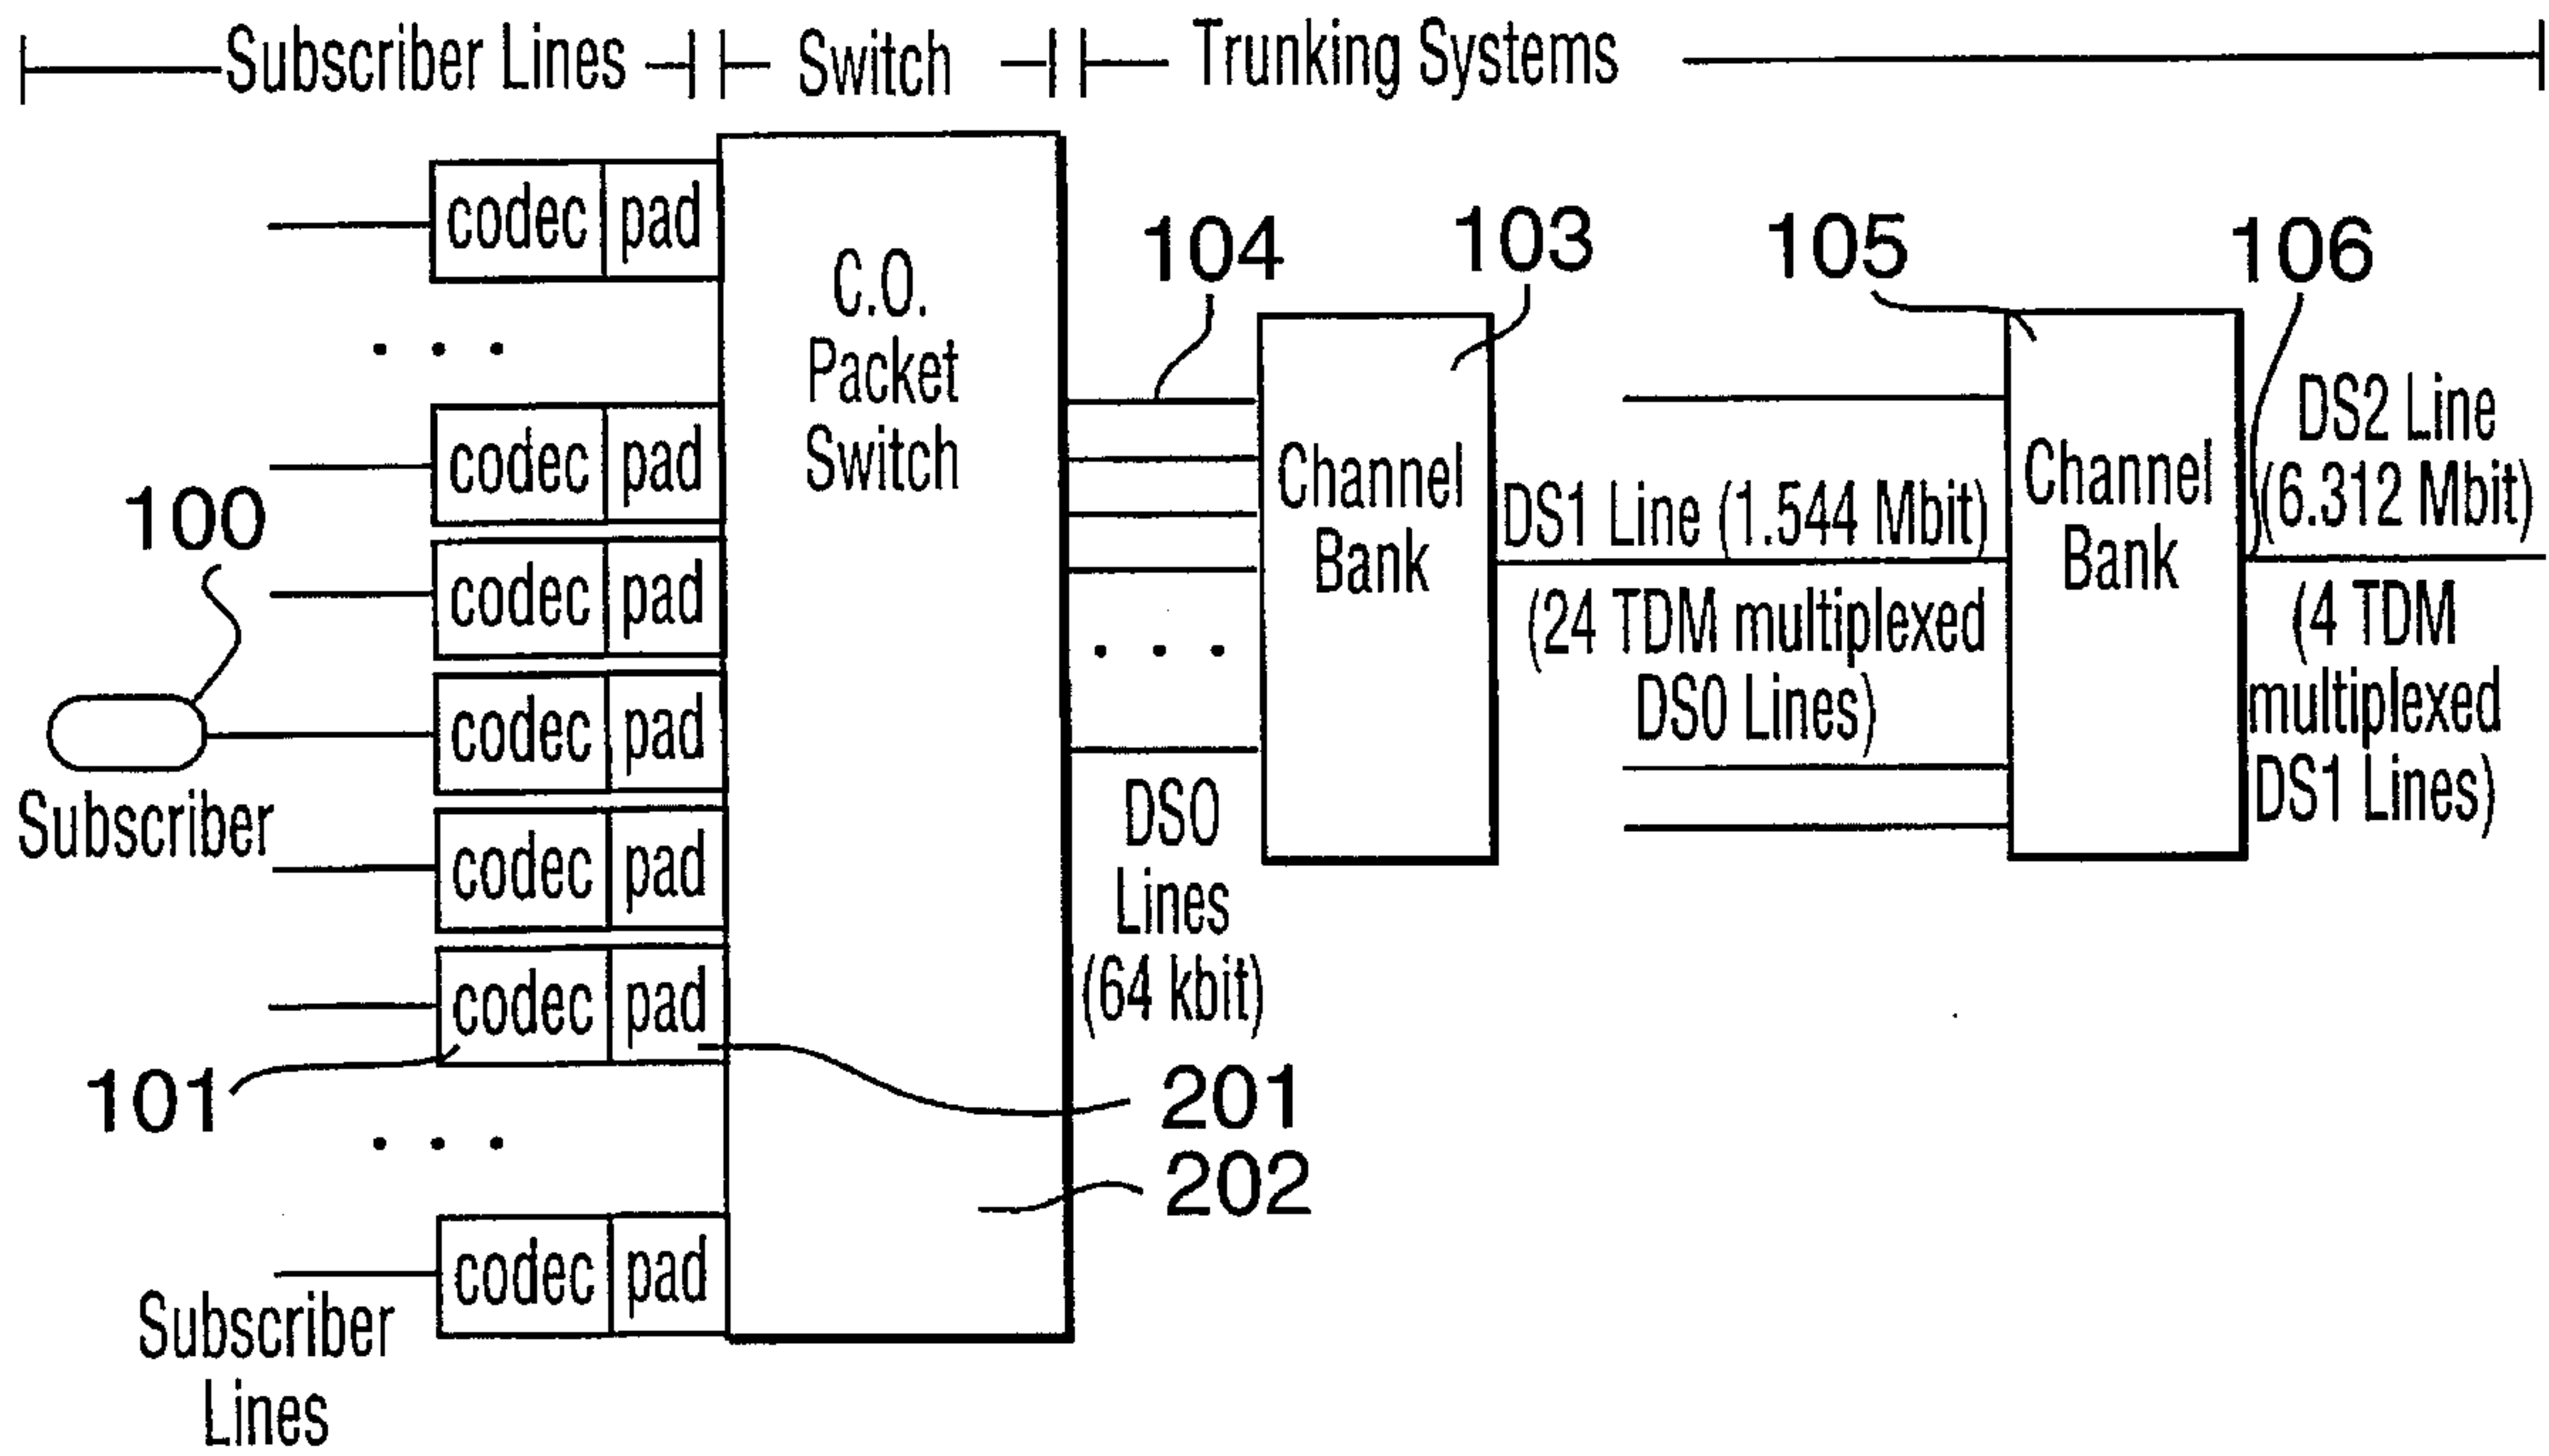 Subscriber Lines
Switch
Trunking Systems
codec pad
C.O.
Packet
Switch
104
103
105
106
codec pad
100
codec pad
codec pad
Subscriber
codec pad
codec pad
101
codec pad
Subscriber
Lines
Channel
Bank
DS0
Lines
(64 kbit)
201
202
DS1 Line (1.544 Mbit)
(24 TDM multiplexed
DS0 Lines)
Channel
Bank
DS2 Line
(6.312 Mbit)
(4 TDM
multiplexed
DS1 Lines)